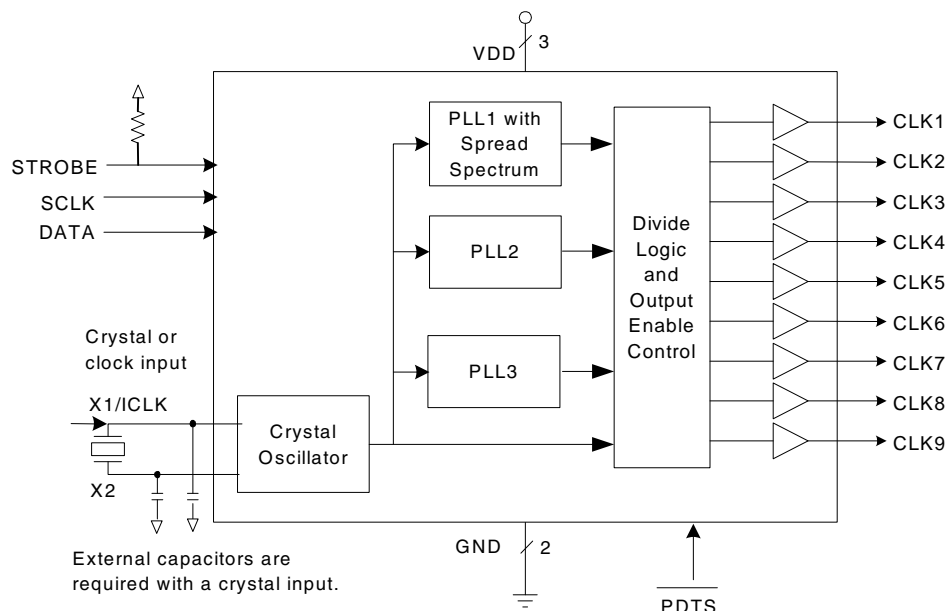 VDD
3
PLL1 with
Spread
Spectrum
STROBE
SCLK
DATA
PLL2
PLL3
Divide
Logic
and
Output
Enable
Control
CLK1
CLK2
CLK3
CLK4
CLK5
CLK6
CLK7
CLK8
CLK9
Crystal or
clock input
X1/ICLK
X2
Crystal
Oscillator
External capacitors are
required with a crystal input.
GND
2
PDTS